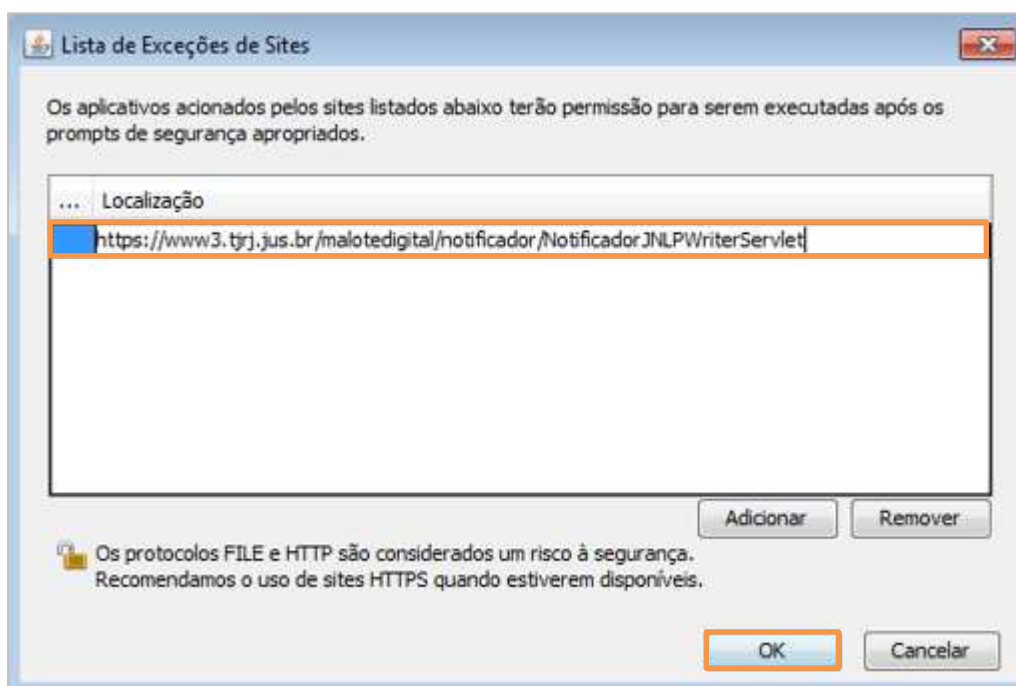 Lista de Exceções de Sites
Os aplicativos acionados pelos sites listados abaixo terão permissão para serem executadas após os
prompts de segurança apropriados.
... Localização
https://www3.tjrj.jus.br/malotedigital/notificador/NotificadorJNLPWriterServlet
Adicionar Remover
Os protocolos FILE e HTTP são considerados um risco à segurança.
Recomendamos o uso de sites HTTPS quando estiverem disponíveis.
OK Cancelar